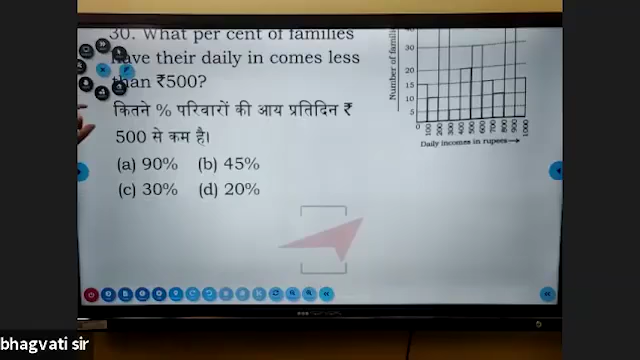 30. What per cent of families
have their daily in comes less
than ₹500?
कितने % परिवारों की आय प्रतिदिन ₹
500 से कम है।
(a) 90% (b) 45%
(c) 30% (d) 20%
Number of famili
30
20
15
10
5
0 100 200 300 400 500 600 700 800 900 1000
Daily incomes in rupees→
bhagvati sir